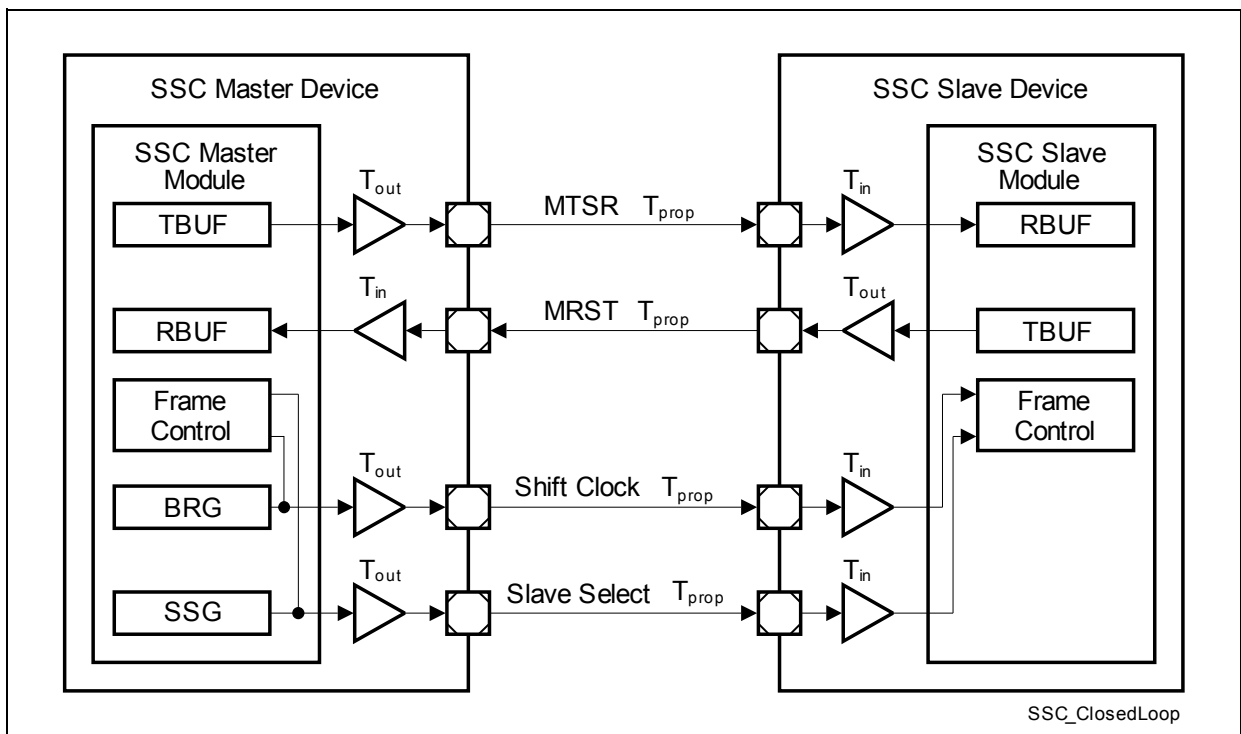 SSC Master Device
SSC Slave Device
SSC Master
Module
SSC Slave
Module
Tout
Tin
TBUF
MTSR Tprop
RBUF
Tin
Tout
RBUF
MRST Tprop
TBUF
Frame
Control
Frame
Control
Tout
Tin
BRG
Shift Clock Tprop
Tout
Tin
SSG
Slave Select Tprop
SSC_ClosedLoop